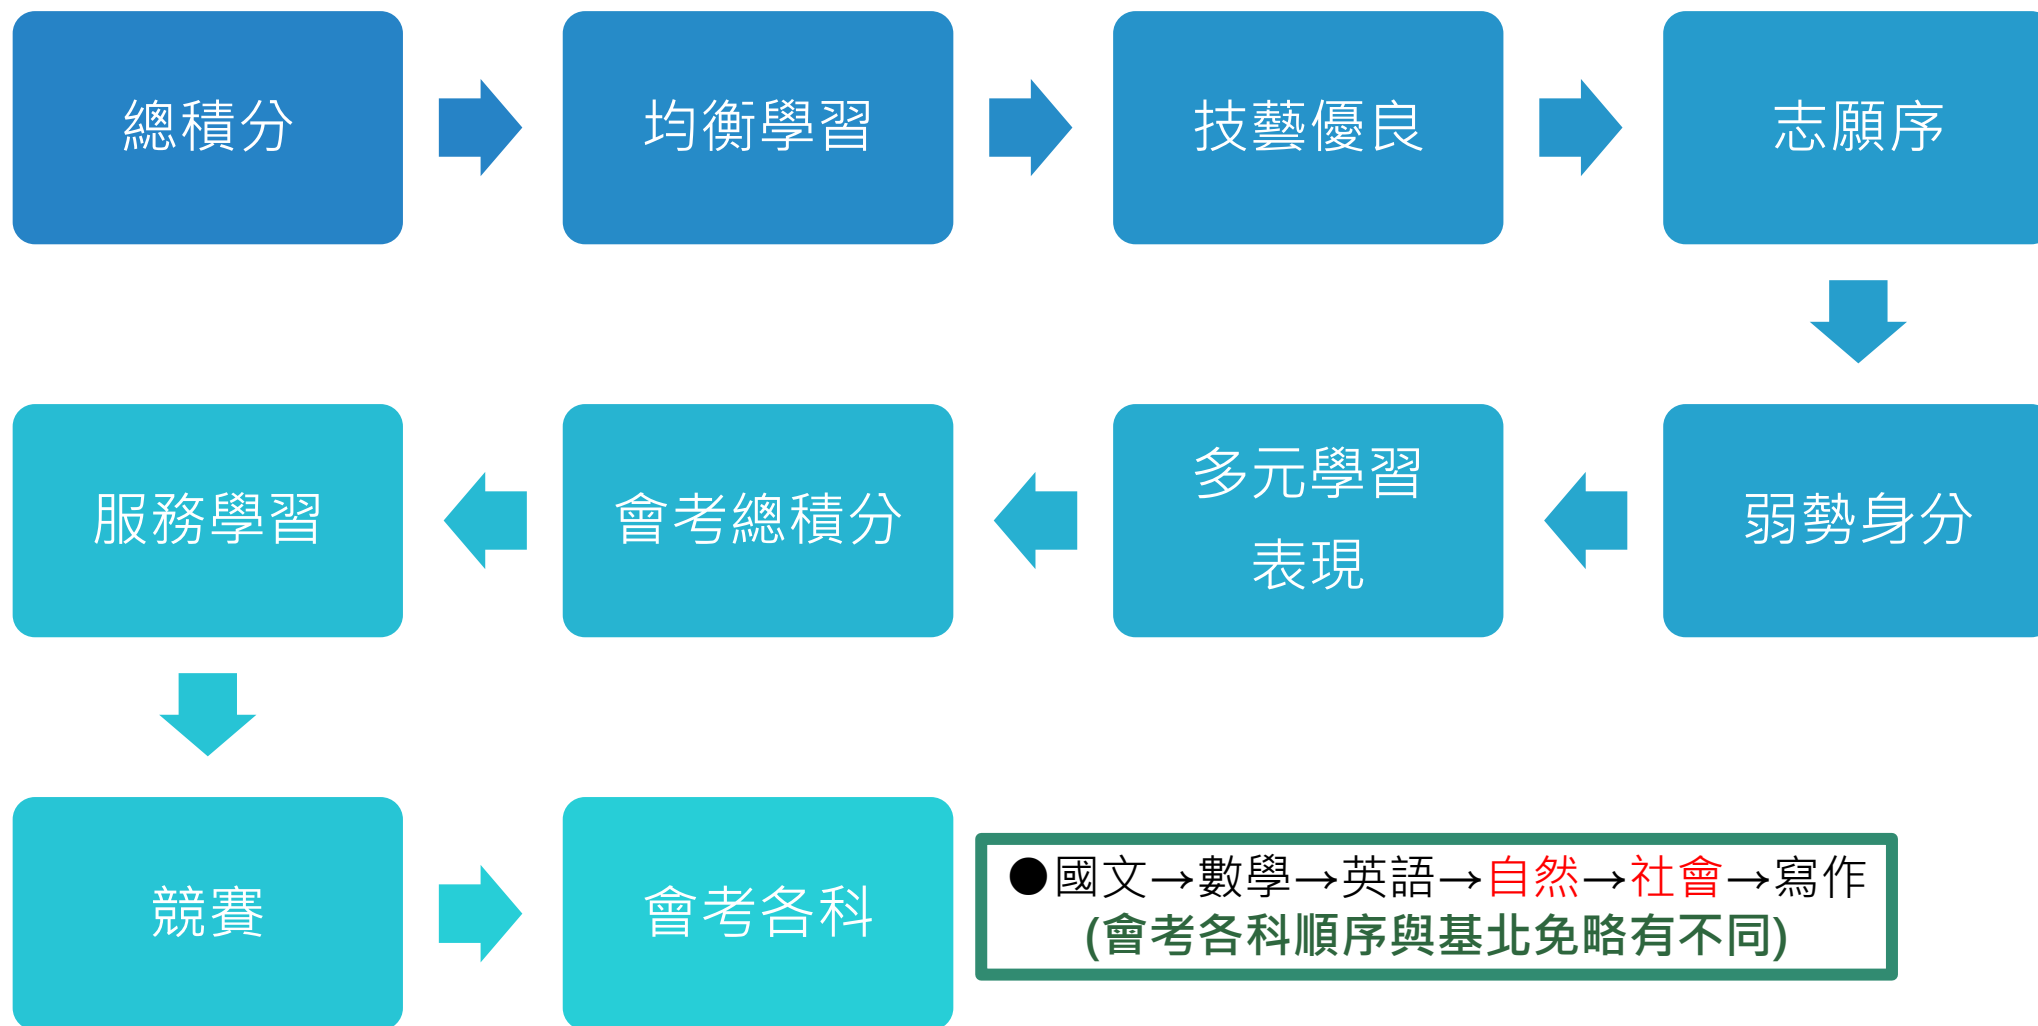 總積分
均衡學習
技藝優良
志願序
弱勢身分
多元學習
表現
會考總積分
服務學習
競賽
會考各科
●國文→數學→英語→自然→社會→寫作
(會考各科順序與基北免略有不同)